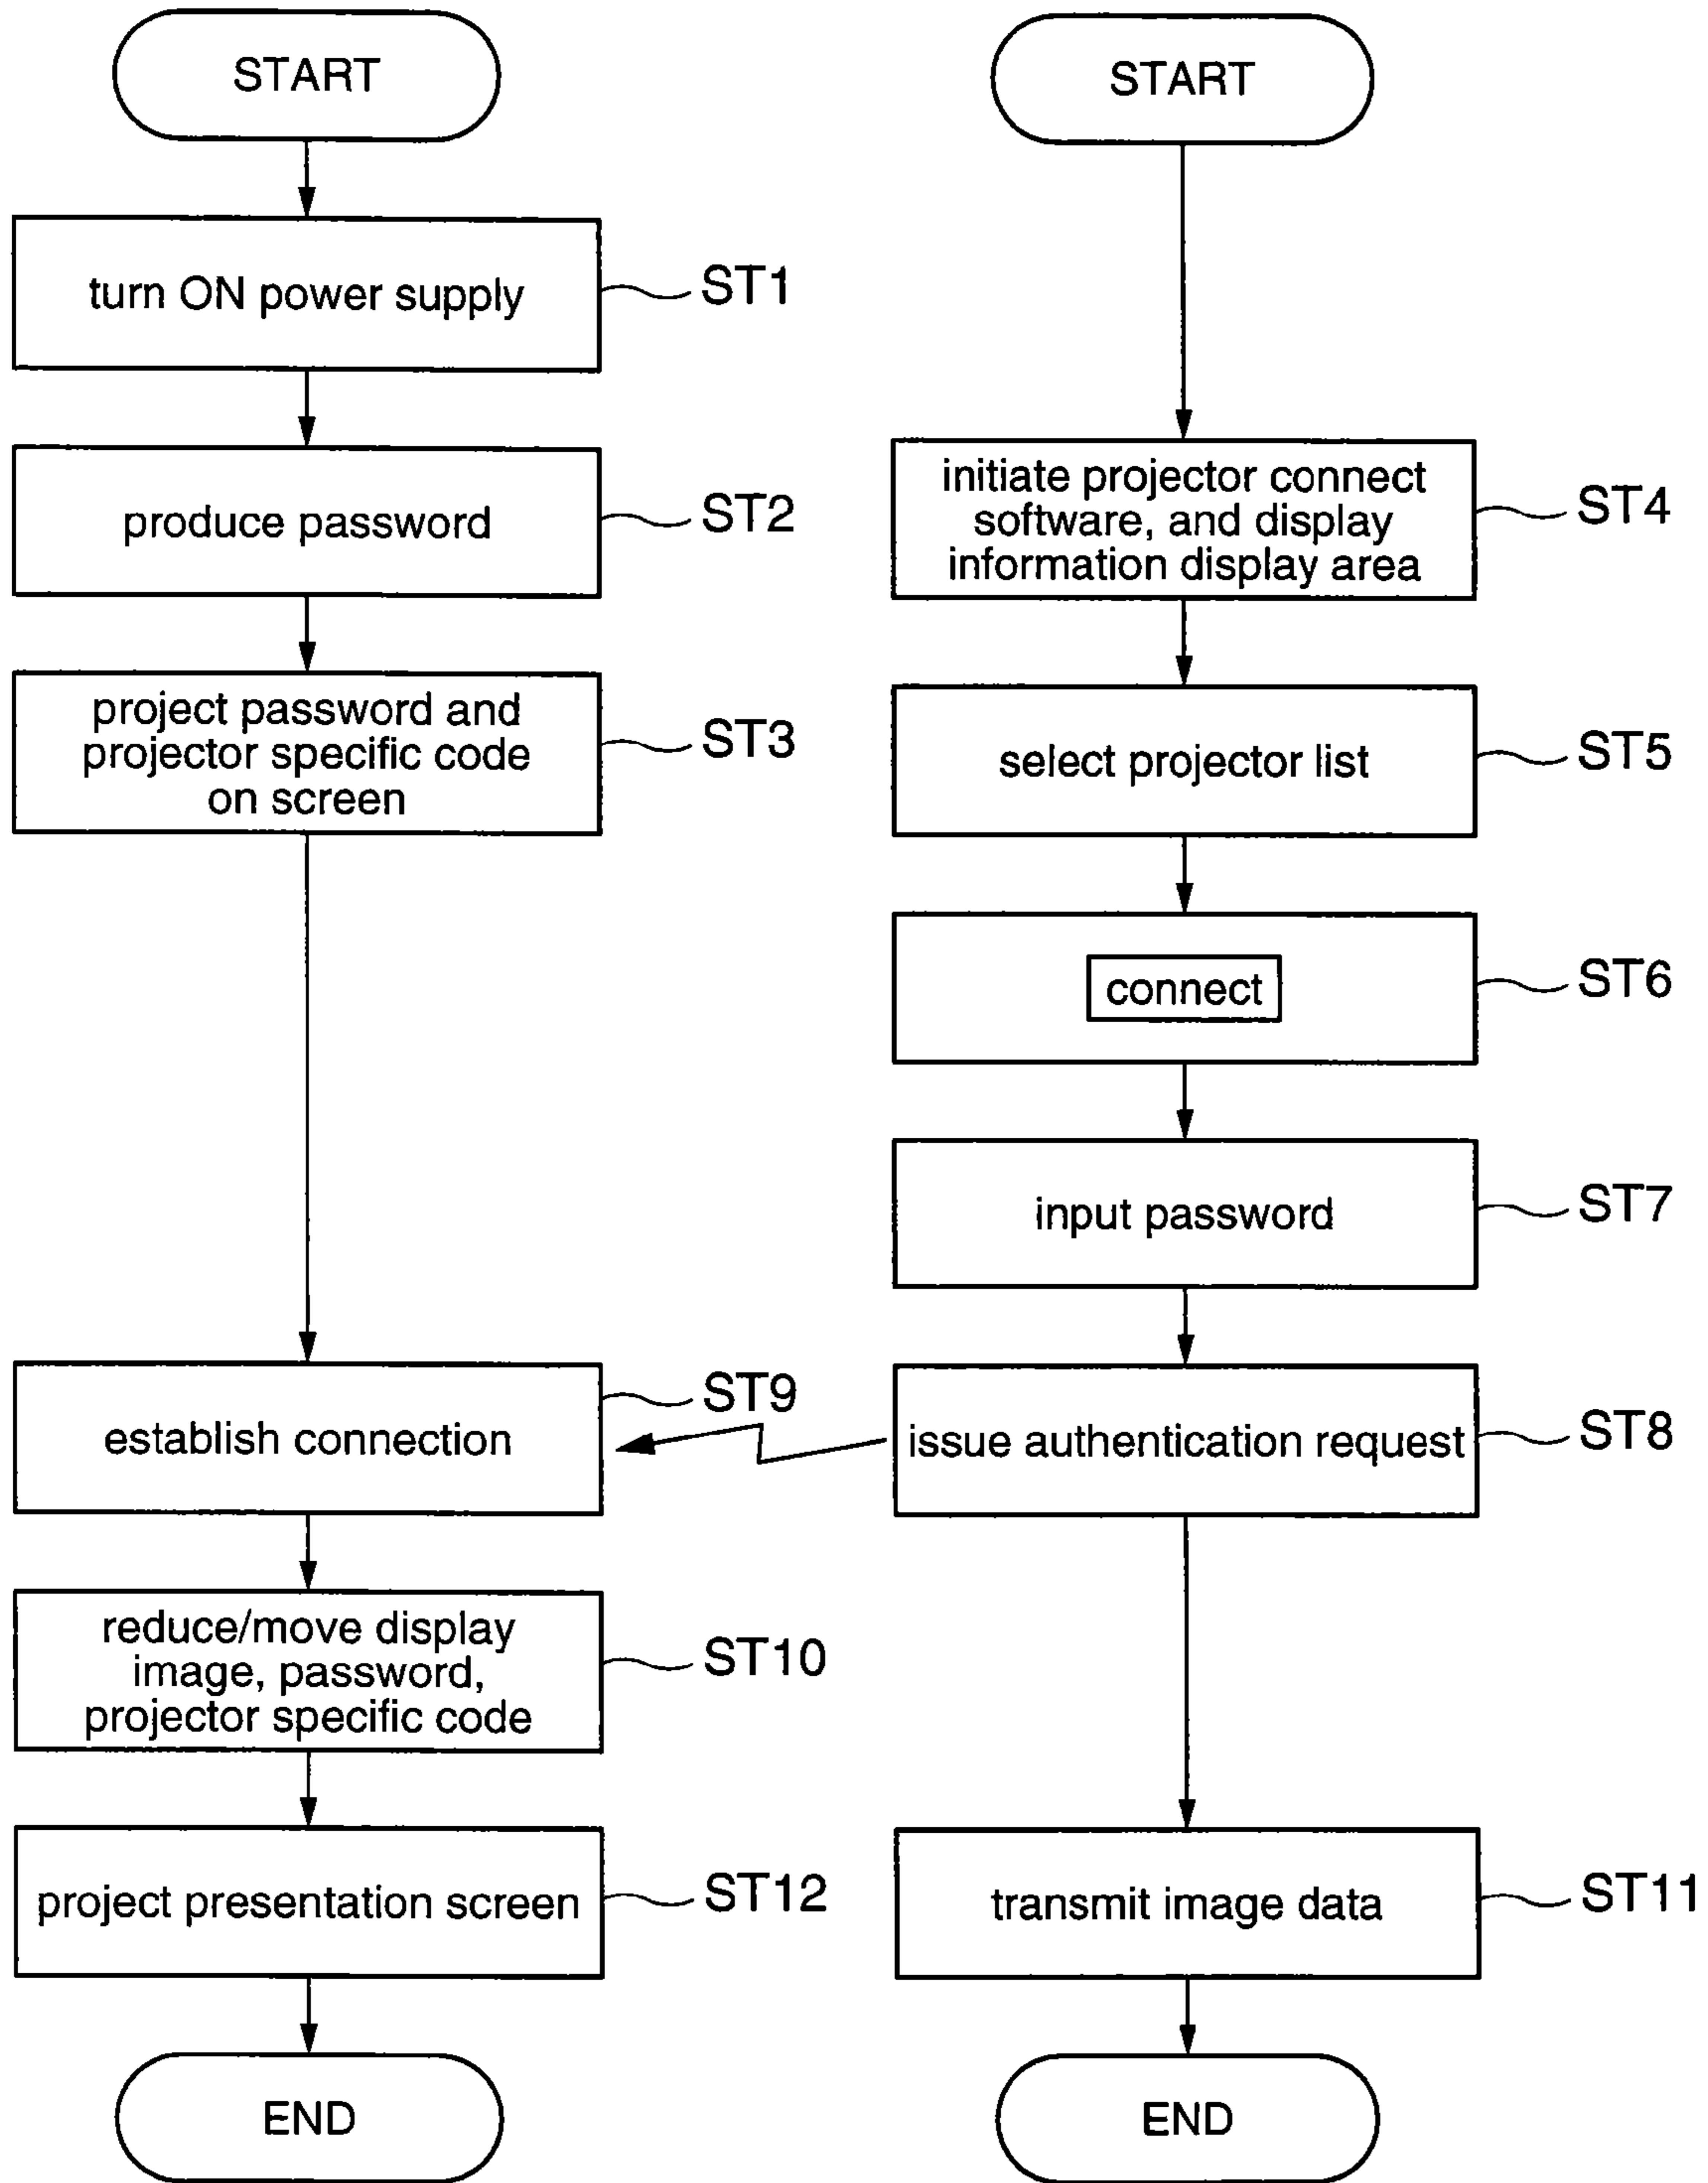 START
turn ON power supply
ST1
produce password
ST2
project password and
projector specific code
on screen
ST3
establish connection
ST9
reduce/move display
image, password,
projector specific code
ST10
project presentation screen
ST12
END
START
initiate projector connect
software, and display
information display area
ST4
select projector list
ST5
connect
ST6
input password
ST7
issue authentication request
ST8
transmit image data
ST11
END